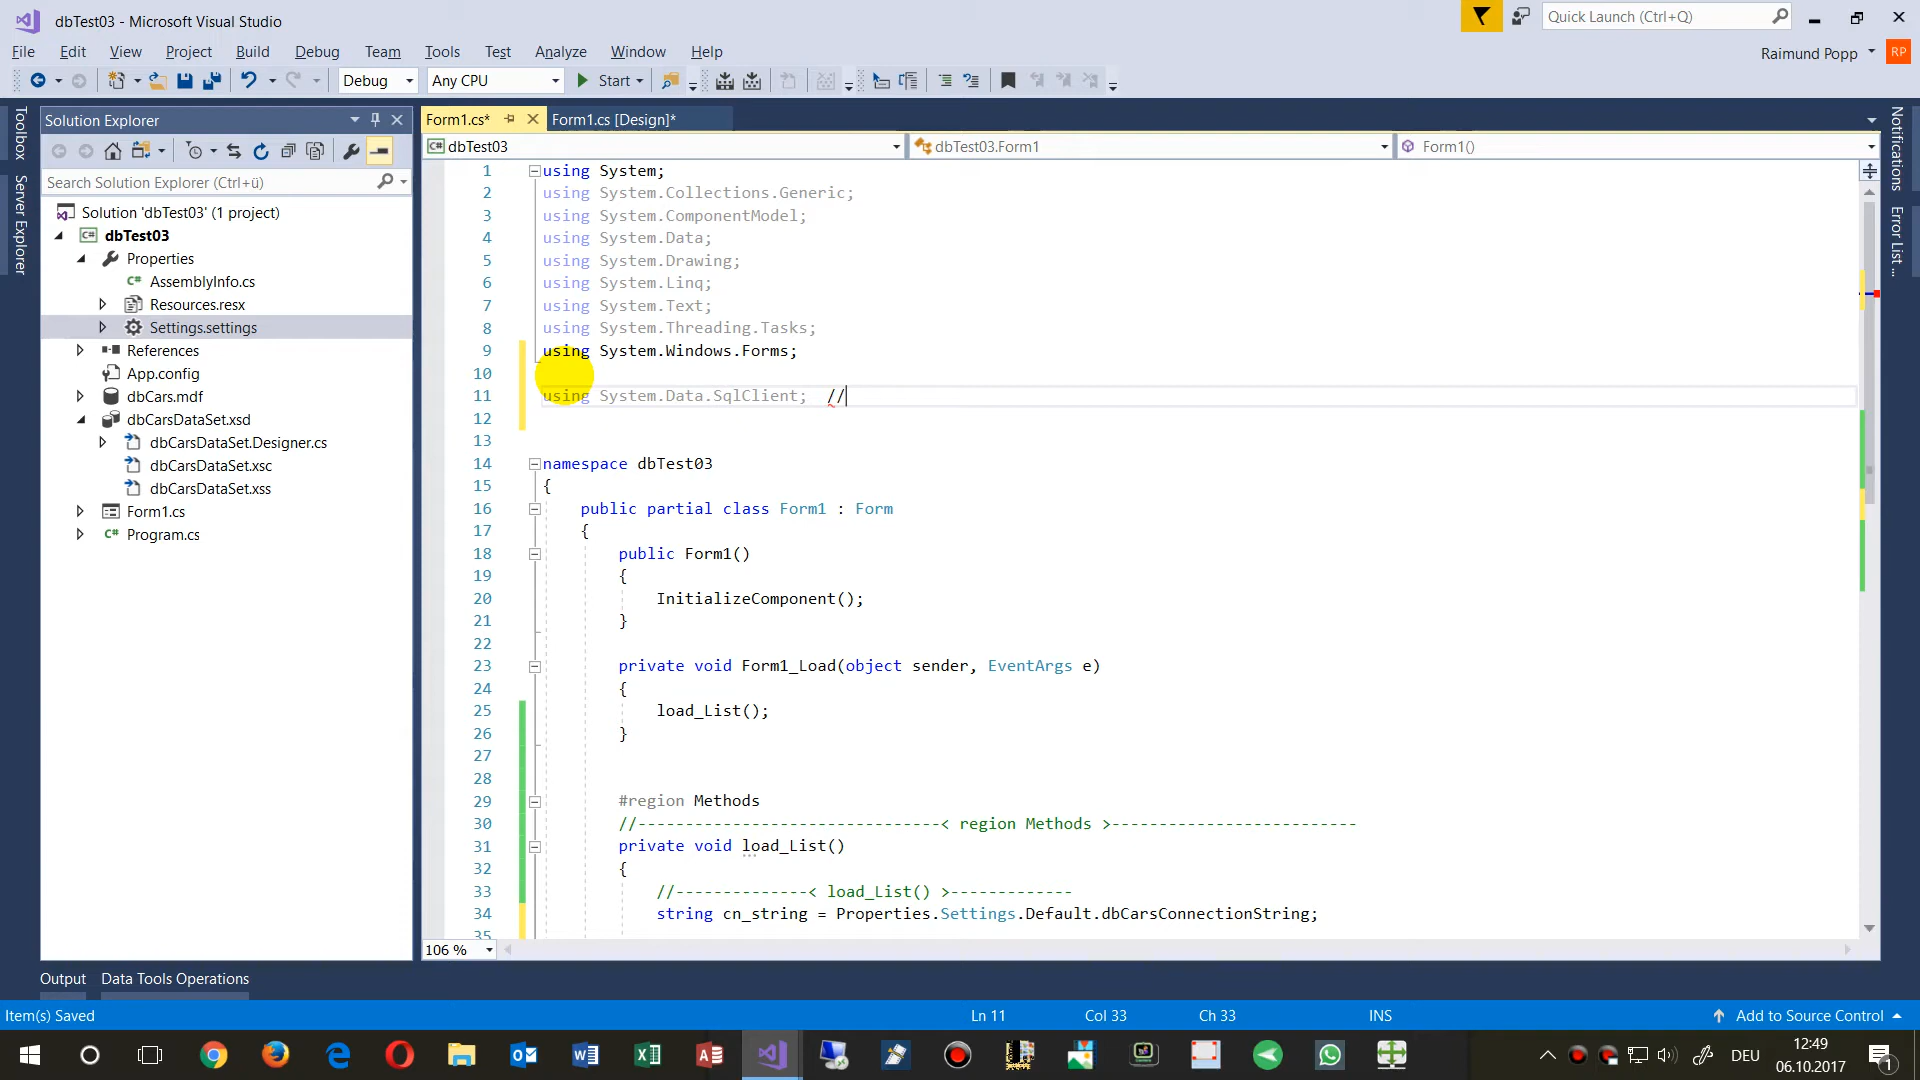 dbTest03 - Microsoft Visual Studio
Quick Launch (Ctrl+Q)
File Edit View Project Build Debug Team Tools Test Analyze Window Help
Raimund Popp RP
Debug Any CPU Start
Toolbox
Server Explorer
Solution Explorer
Search Solution Explorer (Ctrl+ü)
Solution 'dbTest03' (1 project)
dbTest03
Properties
AssemblyInfo.cs
Resources.resx
Settings.settings
References
App.config
dbCars.mdf
dbCarsDataSet.xsd
dbCarsDataSet.Designer.cs
dbCarsDataSet.xsc
dbCarsDataSet.xss
Form1.cs
Program.cs
Form1.cs* Form1.cs [Design]*
dbTest03 dbTest03.Form1 Form1()
1 using System;
2 using System.Collections.Generic;
3 using System.ComponentModel;
4 using System.Data;
5 using System.Drawing;
6 using System.Linq;
7 using System.Text;
8 using System.Threading.Tasks;
9 using System.Windows.Forms;
10
11 using System.Data.SqlClient;  //
12
13
14 namespace dbTest03
15 {
16 public partial class Form1 : Form
17 {
18 public Form1()
19 {
20 InitializeComponent();
21 }
22
23 private void Form1_Load(object sender, EventArgs e)
24 {
25 load_List();
26 }
27
28
29 #region Methods
30 //--------------------------------< region Methods >--------------------------
31 private void load_List()
32 {
33 //--------------< load_List() >-------------
34 string cn_string = Properties.Settings.Default.dbCarsConnectionString;
35
106 %
Notifications
Error List ...
Output Data Tools Operations
Item(s) Saved Ln 11 Col 33 Ch 33 INS Add to Source Control
DEU
12:49
06.10.2017
1